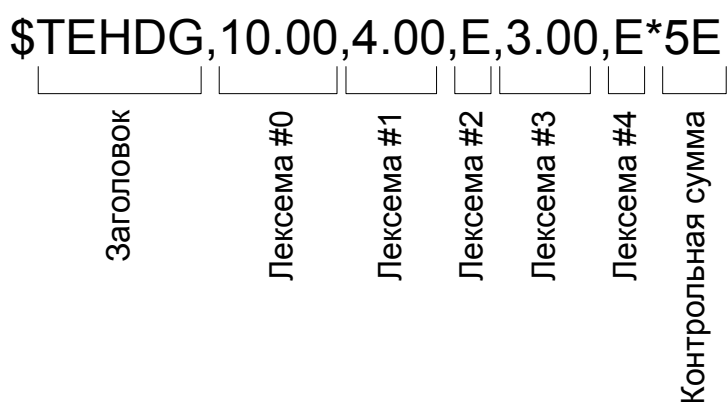 $TEHDG,10.00,4.00,E,3.00,E*5E
Заголовок
Лексема #0
Лексема #1
Лексема #2
Лексема #3
Лексема #4
Контрольная сумма